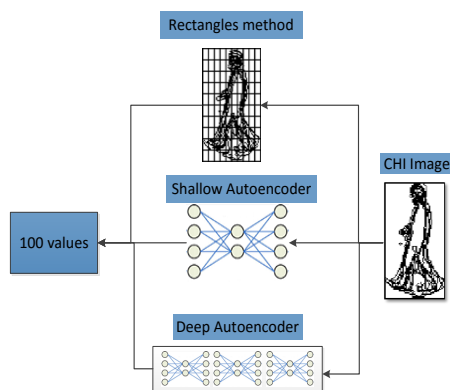 Rectangles method
CHI Image
Shallow Autoencoder
100 values
Deep Autoencoder